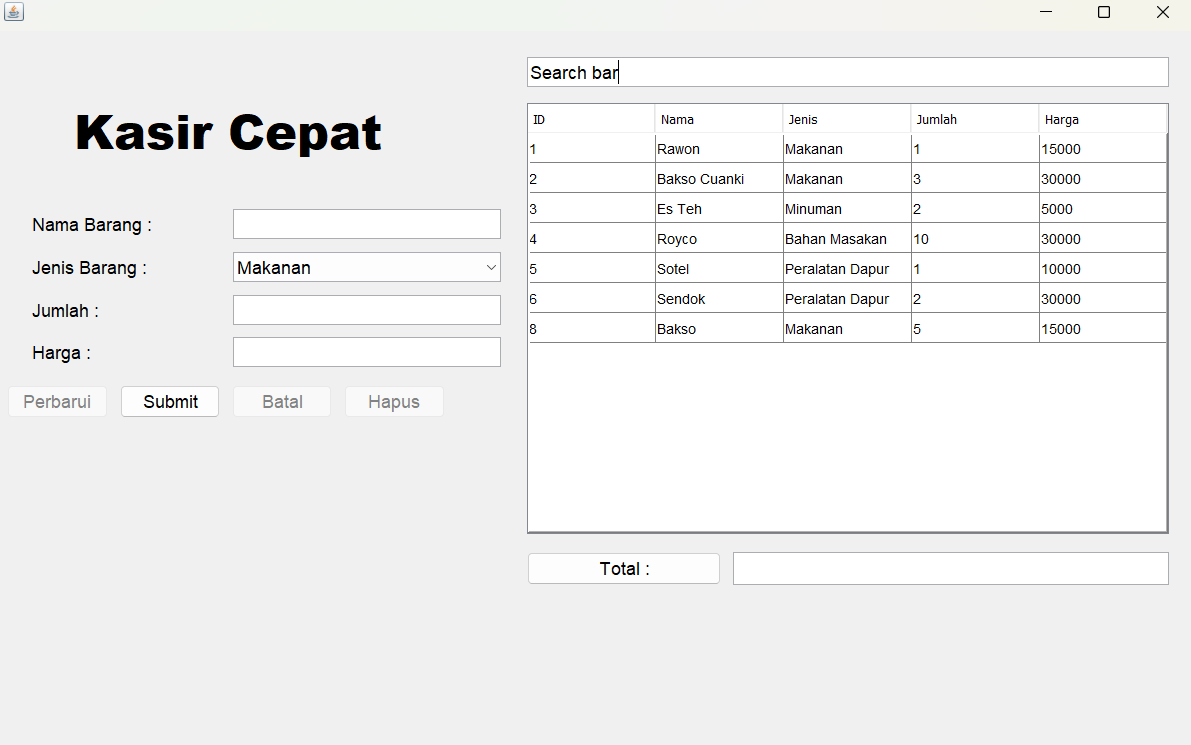 Kasir Cepat
Nama Barang :
Jenis Barang : Makanan
Jumlah :
Harga :
Perbarui Submit Batal Hapus
Search bar
ID Nama Jenis Jumlah Harga
1 Rawon Makanan 1 15000
2 Bakso Cuanki Makanan 3 30000
3 Es Teh Minuman 2 5000
4 Royco Bahan Masakan 10 30000
5 Sotel Peralatan Dapur 1 10000
6 Sendok Peralatan Dapur 2 30000
8 Bakso Makanan 5 15000
Total :